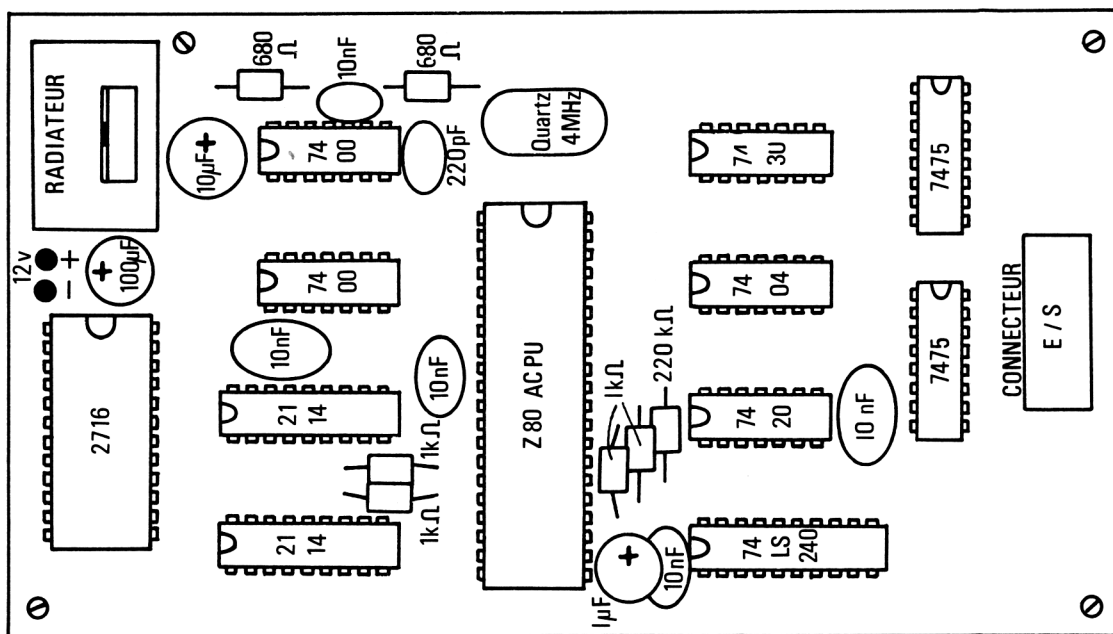 RADIATEUR
12v
+
−
+
100µF
+
10µF
680
Ω
10nF
680
Ω
74
00
220pF
Quartz
4MHz
74
3U
7475
74
00
74
04
CONNECTEUR
E / S
7475
2716
10nF
10nF
21
14
1kΩ
1kΩ
Z80 ACPU
1kΩ
220 kΩ
74
20
10 nF
21
14
+
1µF
10nF
74
LS
240